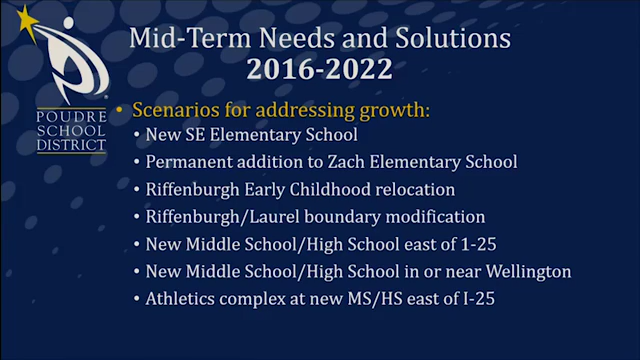 Mid-Term Needs and Solutions
2016-2022
POUDRE
SCHOOL
DISTRICT
• Scenarios for addressing growth:
• New SE Elementary School
• Permanent addition to Zach Elementary School
• Riffenburgh Early Childhood relocation
• Riffenburgh/Laurel boundary modification
• New Middle School/High School east of 1-25
• New Middle School/High School in or near Wellington
• Athletics complex at new MS/HS east of I-25